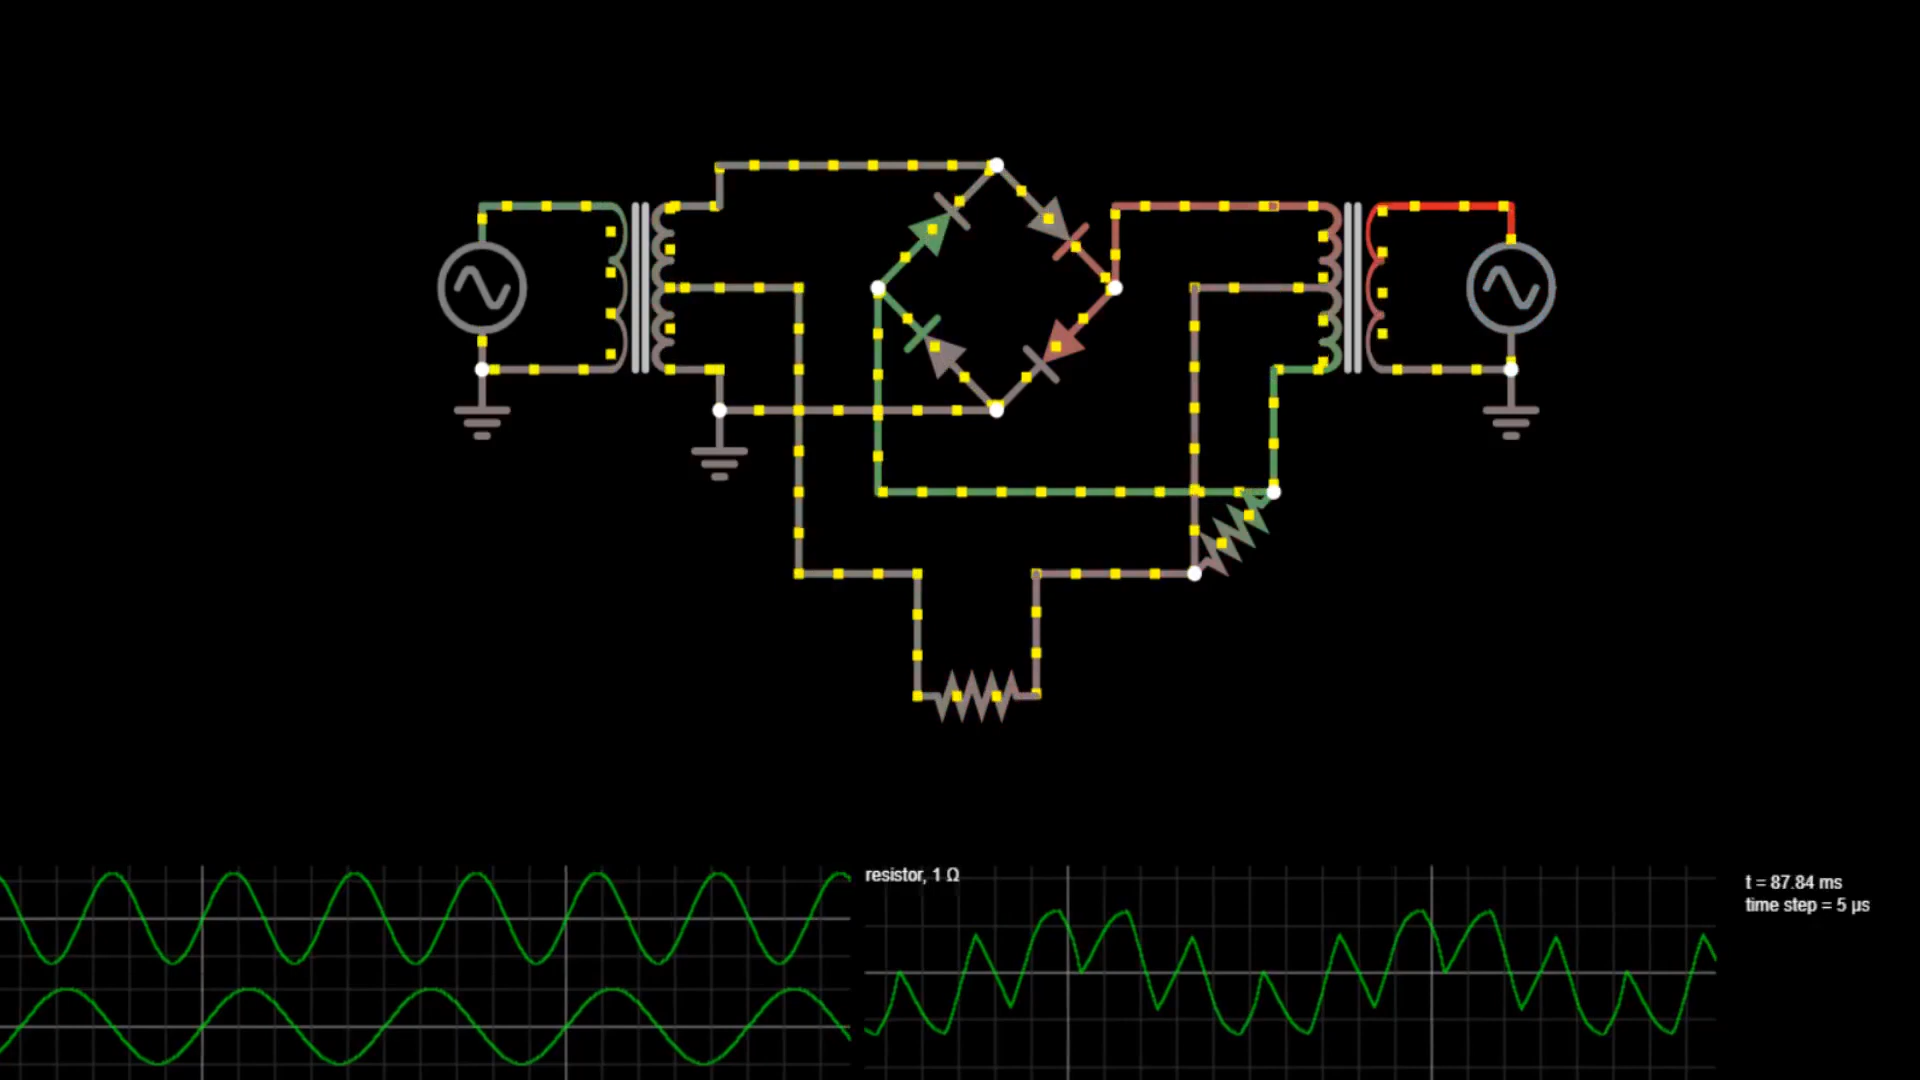 resistor, 1 Ω
t = 87.84 ms
time step = 5 µs